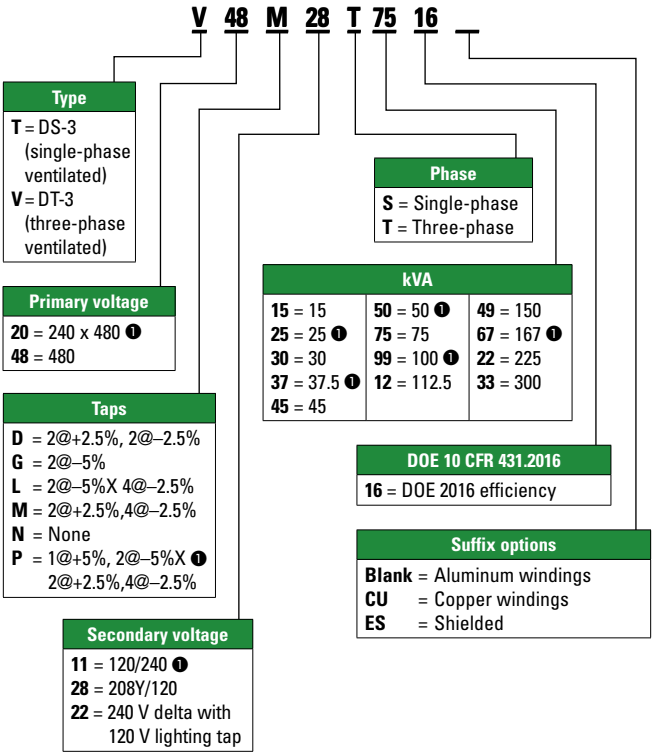 V 48 M 28 T 75 16
Type
T = DS-3
(single-phase
ventilated)
V = DT-3
(three-phase
ventilated)
Primary voltage
20 = 240 x 480 ❶
48 = 480
Taps
D = 2@+2.5%, 2@–2.5%
G = 2@–5%
L = 2@–5%X 4@–2.5%
M = 2@+2.5%,4@–2.5%
N = None
P = 1@+5%, 2@–5%X ❶
2@+2.5%,4@–2.5%
Secondary voltage
11 = 120/240 ❶
28 = 208Y/120
22 = 240 V delta with
120 V lighting tap
Phase
S = Single-phase
T = Three-phase
kVA
15 = 15
25 = 25 ❶
30 = 30
37 = 37.5 ❶
45 = 45
50 = 50 ❶
75 = 75
99 = 100 ❶
12 = 112.5
49 = 150
67 = 167 ❶
22 = 225
33 = 300
DOE 10 CFR 431.2016
16 = DOE 2016 efficiency
Suffix options
Blank = Aluminum windings
CU = Copper windings
ES = Shielded